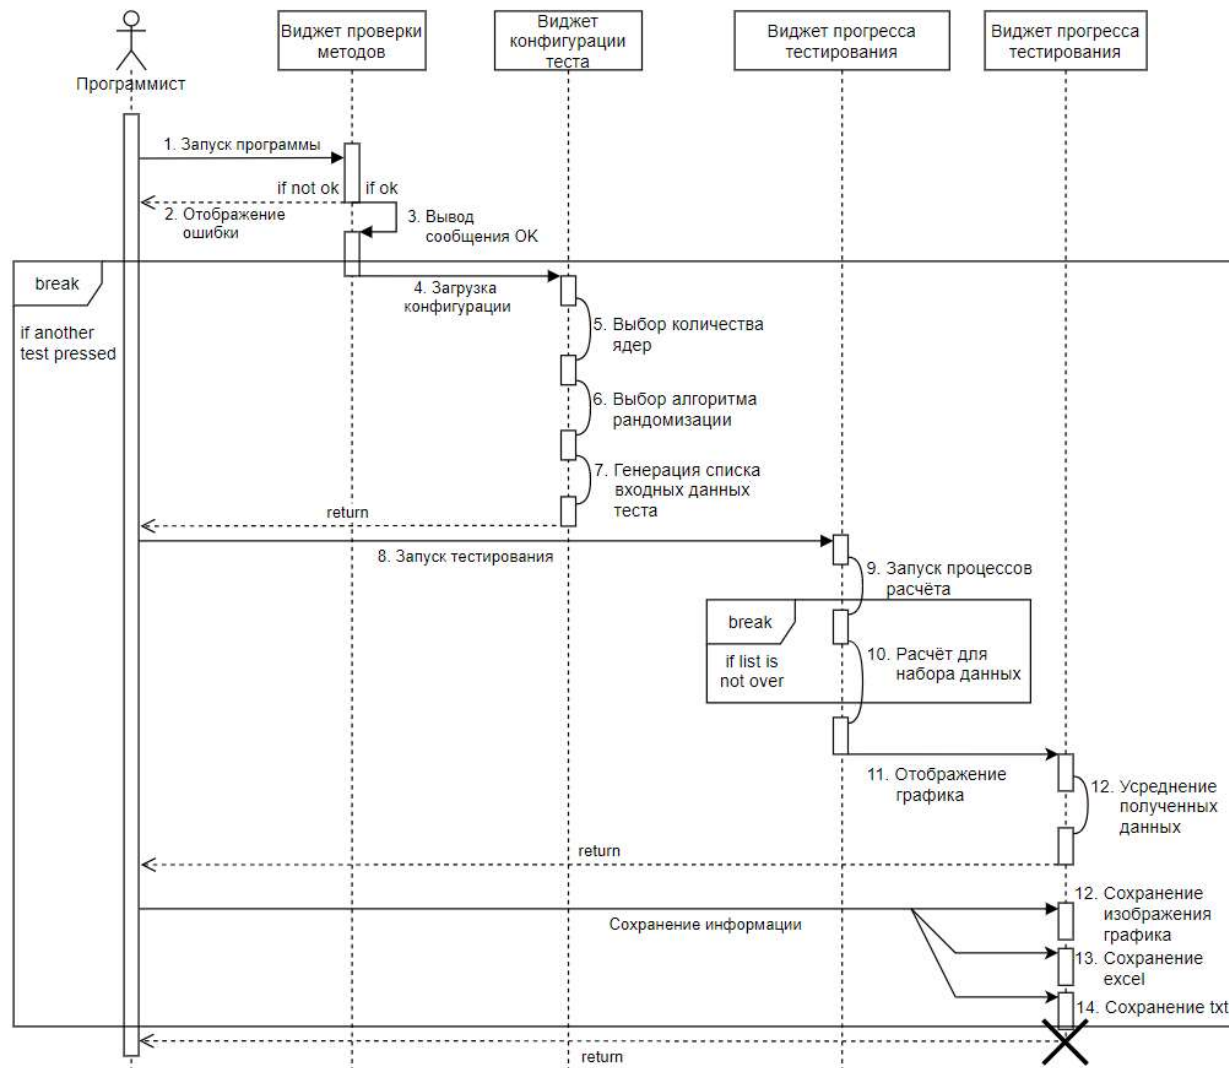 Виджет проверки
методов
Виджет
конфигурации
теста
Виджет прогресса
тестирования
Виджет прогресса
тестирования
Программист
1. Запуск программы
if not ok
if ok
2. Отображение
ошибки
3. Вывод
сообщения OK
break
if another
test pressed
4. Загрузка
конфигурации
5. Выбор количества
ядер
6. Выбор алгоритма
рандомизации
7. Генерация списка
входных данных
теста
return
8. Запуск тестирования
9. Запуск процессов
расчёта
break
if list is
not over
10. Расчёт для
набора данных
11. Отображение
графика
12. Усреднение
полученных
данных
return
Сохранение информации
12. Сохранение
изображения
графика
13. Сохранение
excel
14. Сохранение txt
return